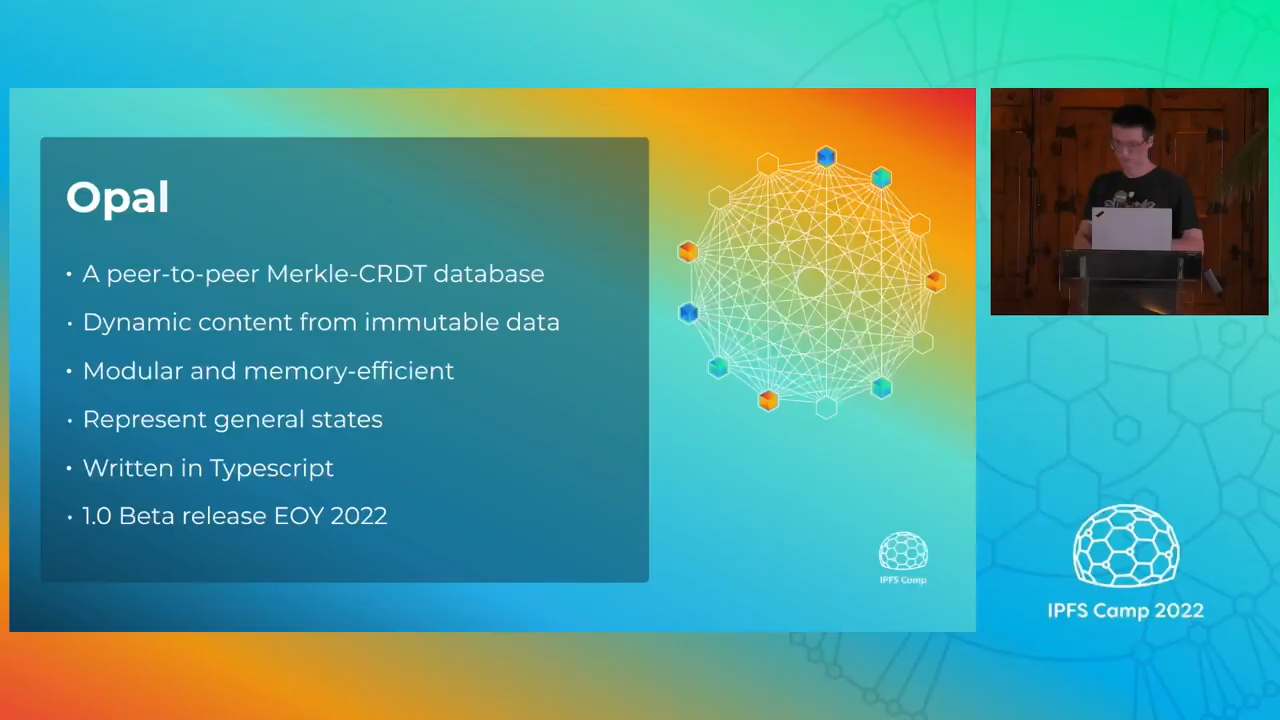 Opal
• A peer-to-peer Merkle-CRDT database
• Dynamic content from immutable data
• Modular and memory-efficient
• Represent general states
• Written in Typescript
• 1.0 Beta release EOY 2022
IPFS Camp
IPFS Camp 2022